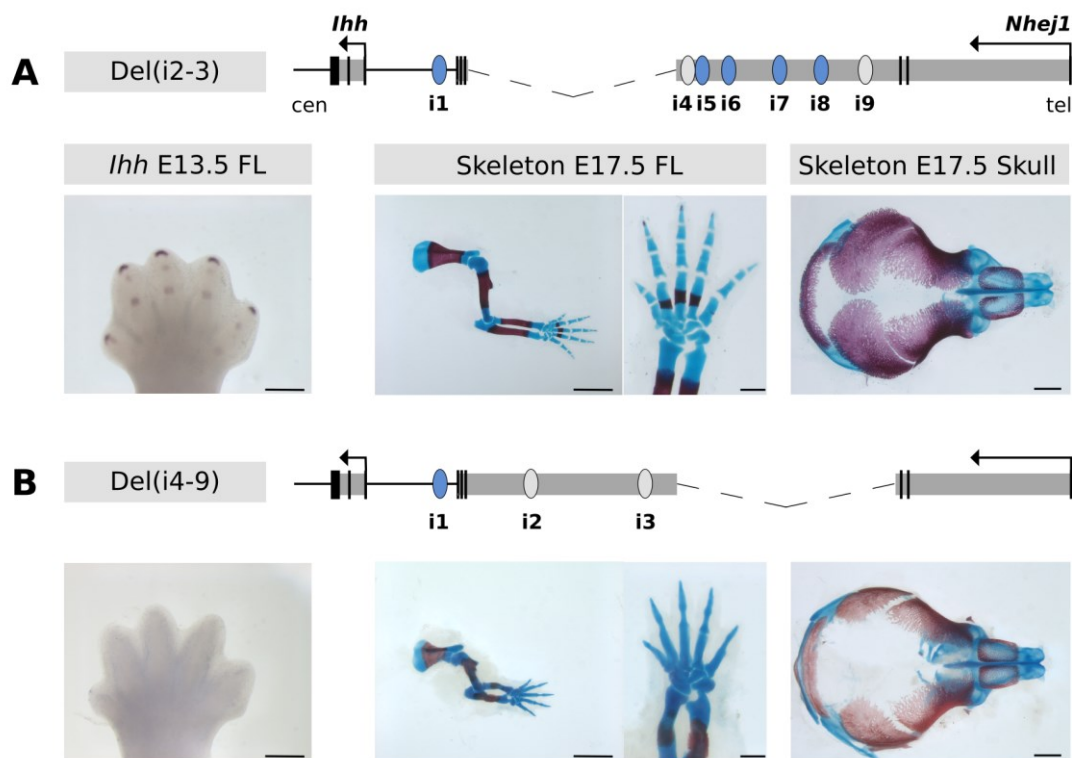 Ihh Nhej1
A Del(i2-3)
cen i1 i4 i5 i6 i7 i8 i9 tel
Ihh E13.5 FL Skeleton E17.5 FL Skeleton E17.5 Skull
B Del(i4-9)
i1 i2 i3